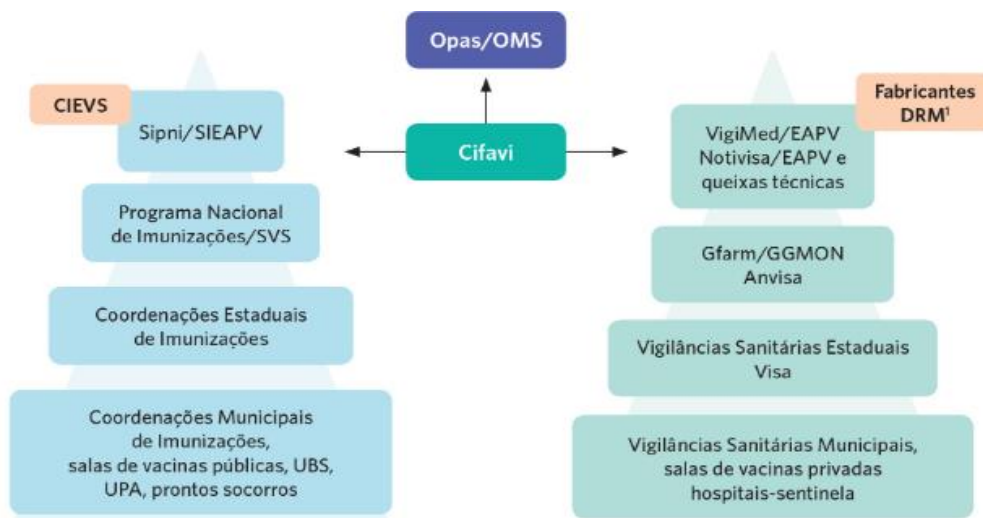 Opas/OMS
CIEVS
Sipni/SIEAPV
Cifavi
Fabricantes
DRM¹
VigiMed/EAPV
Notivisa/EAPV e
queixas técnicas
Programa Nacional
de Imunizações/SVS
Gfarm/GGMON
Anvisa
Coordenações Estaduais
de Imunizações
Vigilâncias Sanitárias Estaduais
Visa
Coordenações Municipais
de Imunizações,
salas de vacinas públicas, UBS,
UPA, prontos socorros
Vigilâncias Sanitárias Municipais,
salas de vacinas privadas
hospitais-sentinela